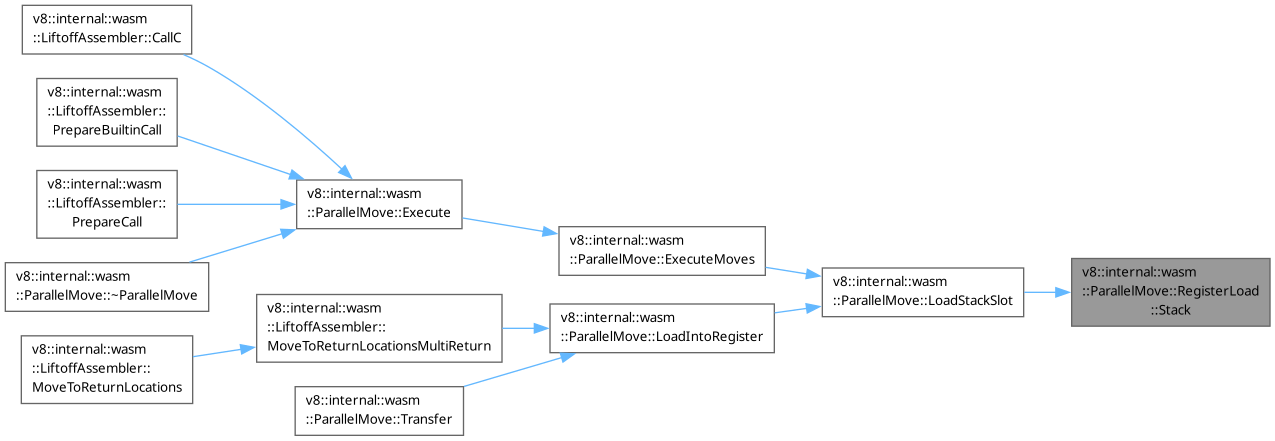 v8::internal::wasm
::LiftoffAssembler::CallC
v8::internal::wasm
::LiftoffAssembler::
PrepareBuiltinCall
v8::internal::wasm
::LiftoffAssembler::
PrepareCall
v8::internal::wasm
::ParallelMove::~ParallelMove
v8::internal::wasm
::LiftoffAssembler::
MoveToReturnLocations
v8::internal::wasm
::ParallelMove::Execute
v8::internal::wasm
::LiftoffAssembler::
MoveToReturnLocationsMultiReturn
v8::internal::wasm
::ParallelMove::Transfer
v8::internal::wasm
::ParallelMove::ExecuteMoves
v8::internal::wasm
::ParallelMove::LoadIntoRegister
v8::internal::wasm
::ParallelMove::LoadStackSlot
v8::internal::wasm
::ParallelMove::RegisterLoad
::Stack